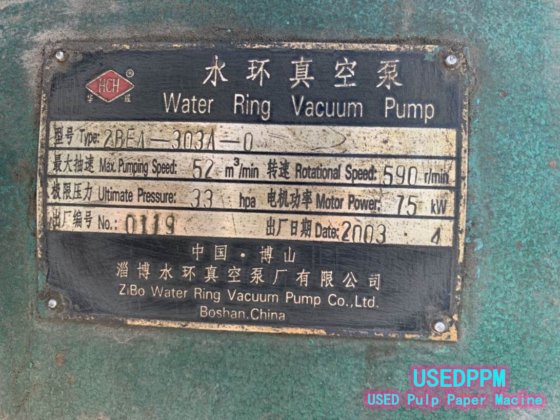 HCH ®
水环真空泵
Water Ring Vacuum Pump
型号 Type: 2BEA-303A-0
最大抽速 Max Pumping Speed: 52 m³/min 转速 Rotational Speed: 590 r/min
极限压力 Ultimate Pressure: 33 hpa 电机功率 Motor Power: 75 kW
出厂编号 No.: 0119 出厂日期 Date: 2003 4
中国·博山
淄博水环真空泵厂有限公司
ZiBo Water Ring Vacuum Pump Co.,Ltd.
Boshan.China
USEDPPM
USED Pulp Paper Macine